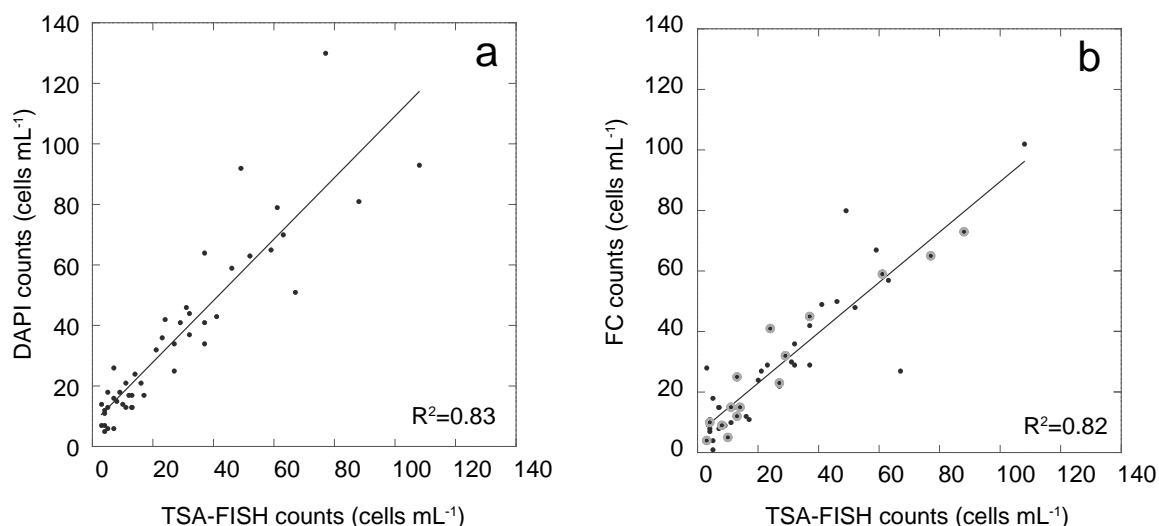 a
140
120
100
80
60
40
20
0
DAPI counts (cells mL-1)
R2=0.83
0 20 40 60 80 100 120 140
TSA-FISH counts (cells mL-1)
b
140
120
100
80
60
40
20
0
FC counts (cells mL-1)
R2=0.82
0 20 40 60 80 100 120 140
TSA-FISH counts (cells mL-1)